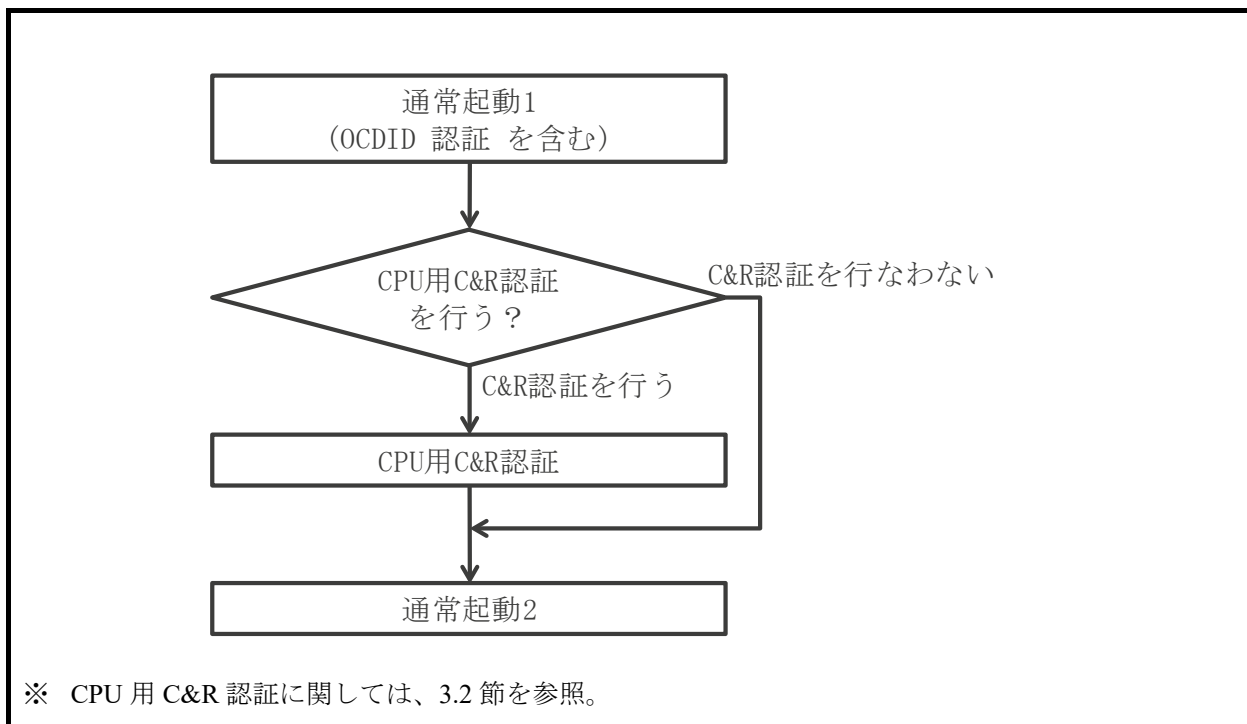 通常起動1
(OCDID 認証 を含む)
CPU用C&R認証
を行う？
C&R認証を行なわない
C&R認証を行う
CPU用C&R認証
通常起動2
※ CPU 用 C&R 認証に関しては、3.2 節を参照。